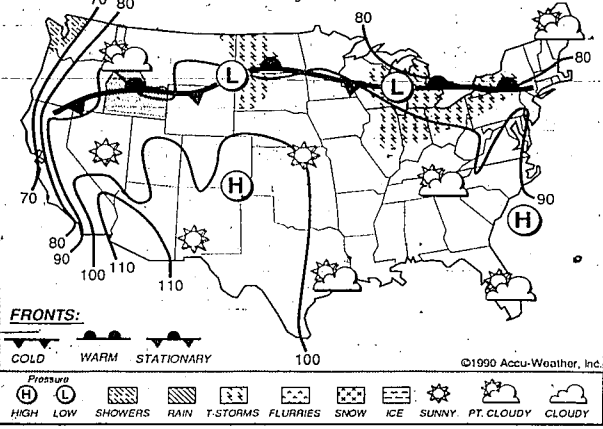 70 80
80
80
L
L
H
H
70
80
90
100
110
110
90
100
FRONTS:
COLD WARM STATIONARY
©1990 Accu-Weather, Inc.
Pressure
H L
HIGH LOW SHOWERS RAIN T-STORMS FLURRIES SNOW ICE SUNNY PT. CLOUDY CLOUDY